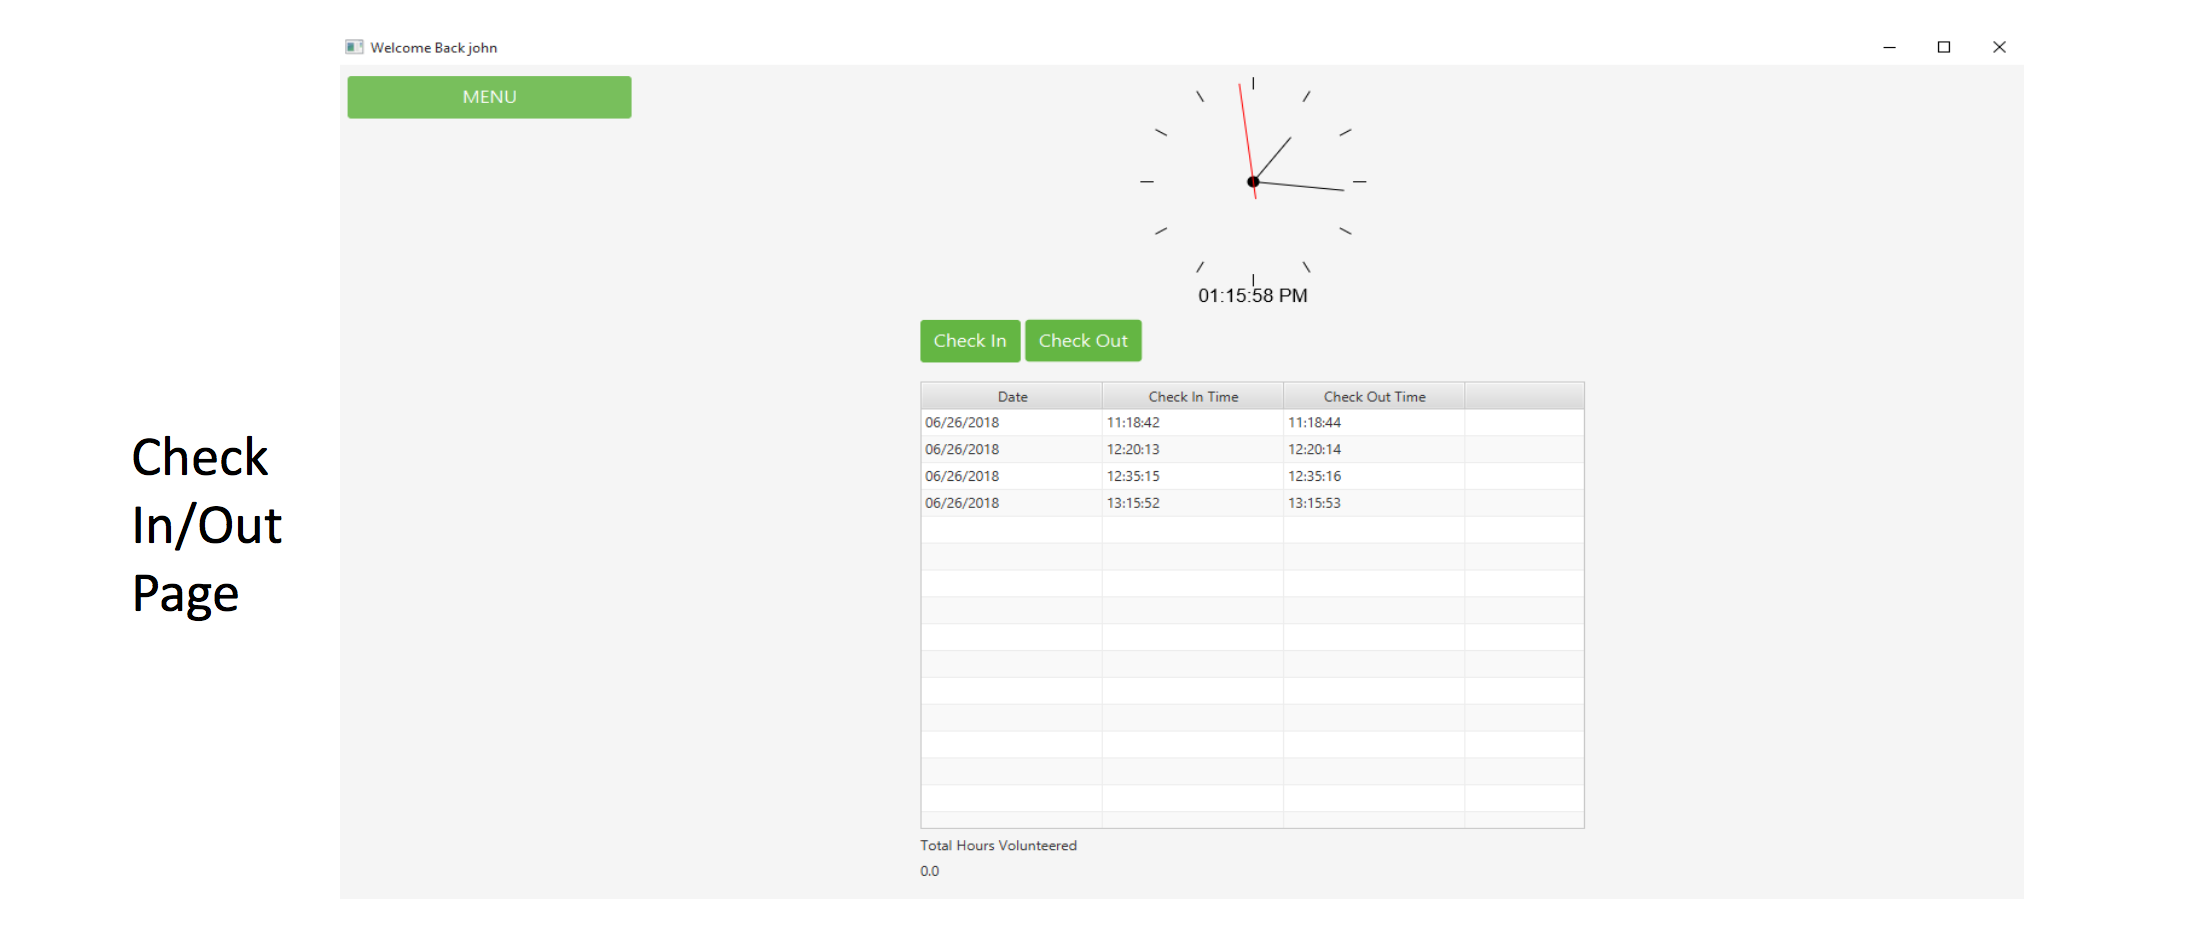 Welcome Back john
MENU
01:15:58 PM
Check In Check Out
Date Check In Time Check Out Time
06/26/2018 11:18:42 11:18:44
06/26/2018 12:20:13 12:20:14
06/26/2018 12:35:15 12:35:16
06/26/2018 13:15:52 13:15:53
Total Hours Volunteered
0.0
Check
In/Out
Page